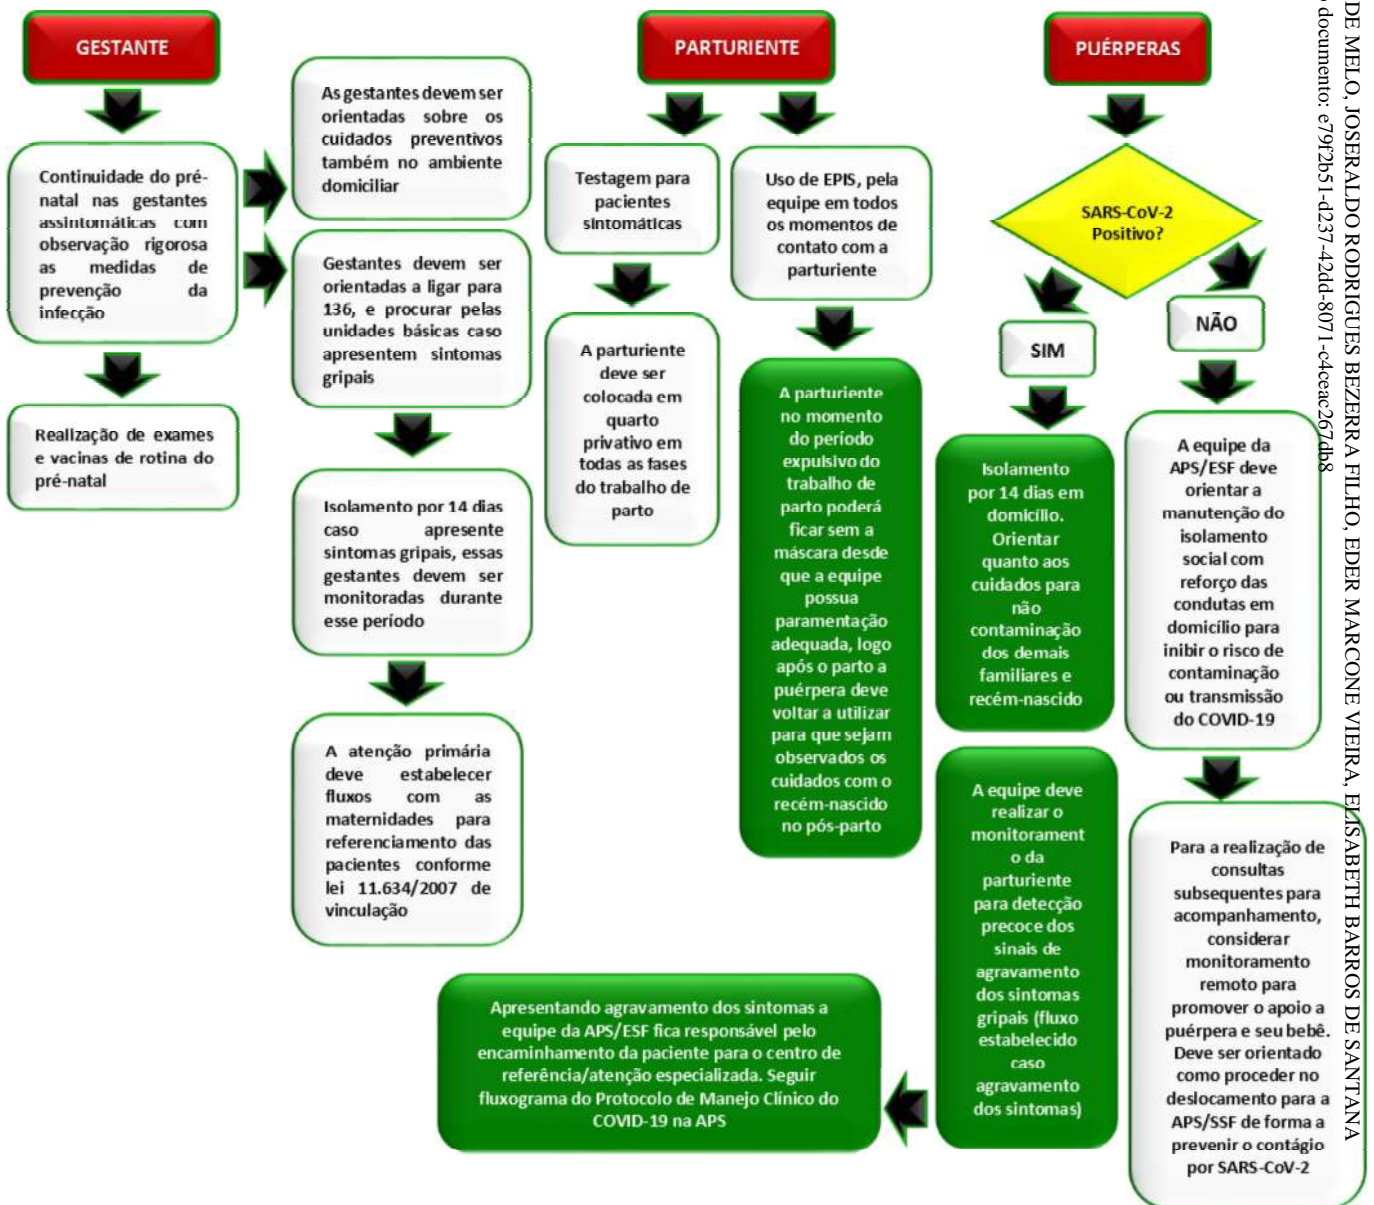 GESTANTE
Continuidade do pré-
natal nas gestantes
assintomáticas com
observação rigorosa
as medidas de
prevenção da
infecção
Realização de exames
e vacinas de rotina do
pré-natal
As gestantes devem ser
orientadas sobre os
cuidados preventivos
também no ambiente
domiciliar
Gestantes devem ser
orientadas a ligar para
136, e procurar pelas
unidades básicas caso
apresentem sintomas
gripais
Isolamento por 14 dias
caso apresente
sintomas gripais, essas
gestantes devem ser
monitoradas durante
esse período
A atenção primária
deve estabelecer
fluxos com as
maternidades para
referenciamento das
pacientes conforme
lei 11.634/2007 de
vinculação
PARTURIENTE
Testagem para
pacientes
sintomáticas
A parturiente
deve ser
colocada em
quarto
privativo em
todas as fases
do trabalho de
parto
Uso de EPIS, pela
equipe em todos
os momentos de
contato com a
parturiente
A parturiente
no momento
do período
expulsivo do
trabalho de
parto poderá
ficar sem a
máscara desde
que a equipe
possua
paramentação
adequada, logo
após o parto a
puérpera deve
voltar a utilizar
para que sejam
observados os
cuidados com o
recém-nascido
no pós-parto
PUÉRPERAS
SARS-CoV-2
Positivo?
SIM
NÃO
Isolamento
por 14 dias em
domicílio.
Orientar
quanto aos
cuidados para
não
contaminação
dos demais
familiares e
recém-nascido
A equipe deve
realizar o
monitorament
o da
parturiente
para detecção
precoce dos
sinais de
agravamento
dos sintomas
gripais (fluxo
estabelecido
caso
agravamento
dos sintomas)
Apresentando agravamento dos sintomas a
equipe da APS/ESF fica responsável pelo
encaminhamento da paciente para o centro de
referência/atenção especializada. Seguir
fluxograma do Protocolo de Manejo Clínico do
COVID-19 na APS
A equipe da
APS/ESF deve
orientar a
manutenção do
isolamento
social com
reforço das
condutas em
domicílio para
inibir o risco de
contaminação
ou transmissão
do COVID-19
Para a realização de
consultas
subsequentes para
acompanhamento,
considerar
monitoramento
remoto para
promover o apoio a
puérpera e seu bebê.
Deve ser orientado
como proceder no
deslocamento para a
APS/SSF de forma a
prevenir o contágio
por SARS-CoV-2
DE MELO, JOSERALDO RODRIGUES BEZERRA FILHO, EDER MARCONE VIEIRA, ELISABETH BARROS DE SANTANA
documento: e79f2b51-d237-42dd-8071-c4ceac267db8